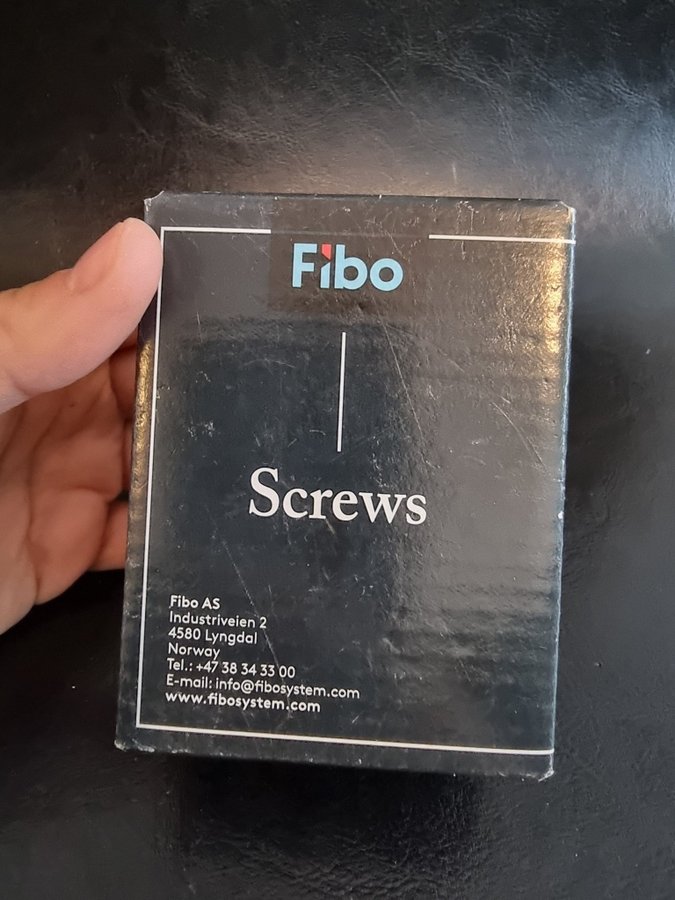 Fibo
Screws
Fibo AS
Industriveien 2
4580 Lyngdal
Norway
Tel.: +47 38 34 33 00
E-mail: info@fibosystem.com
www.fibosystem.com